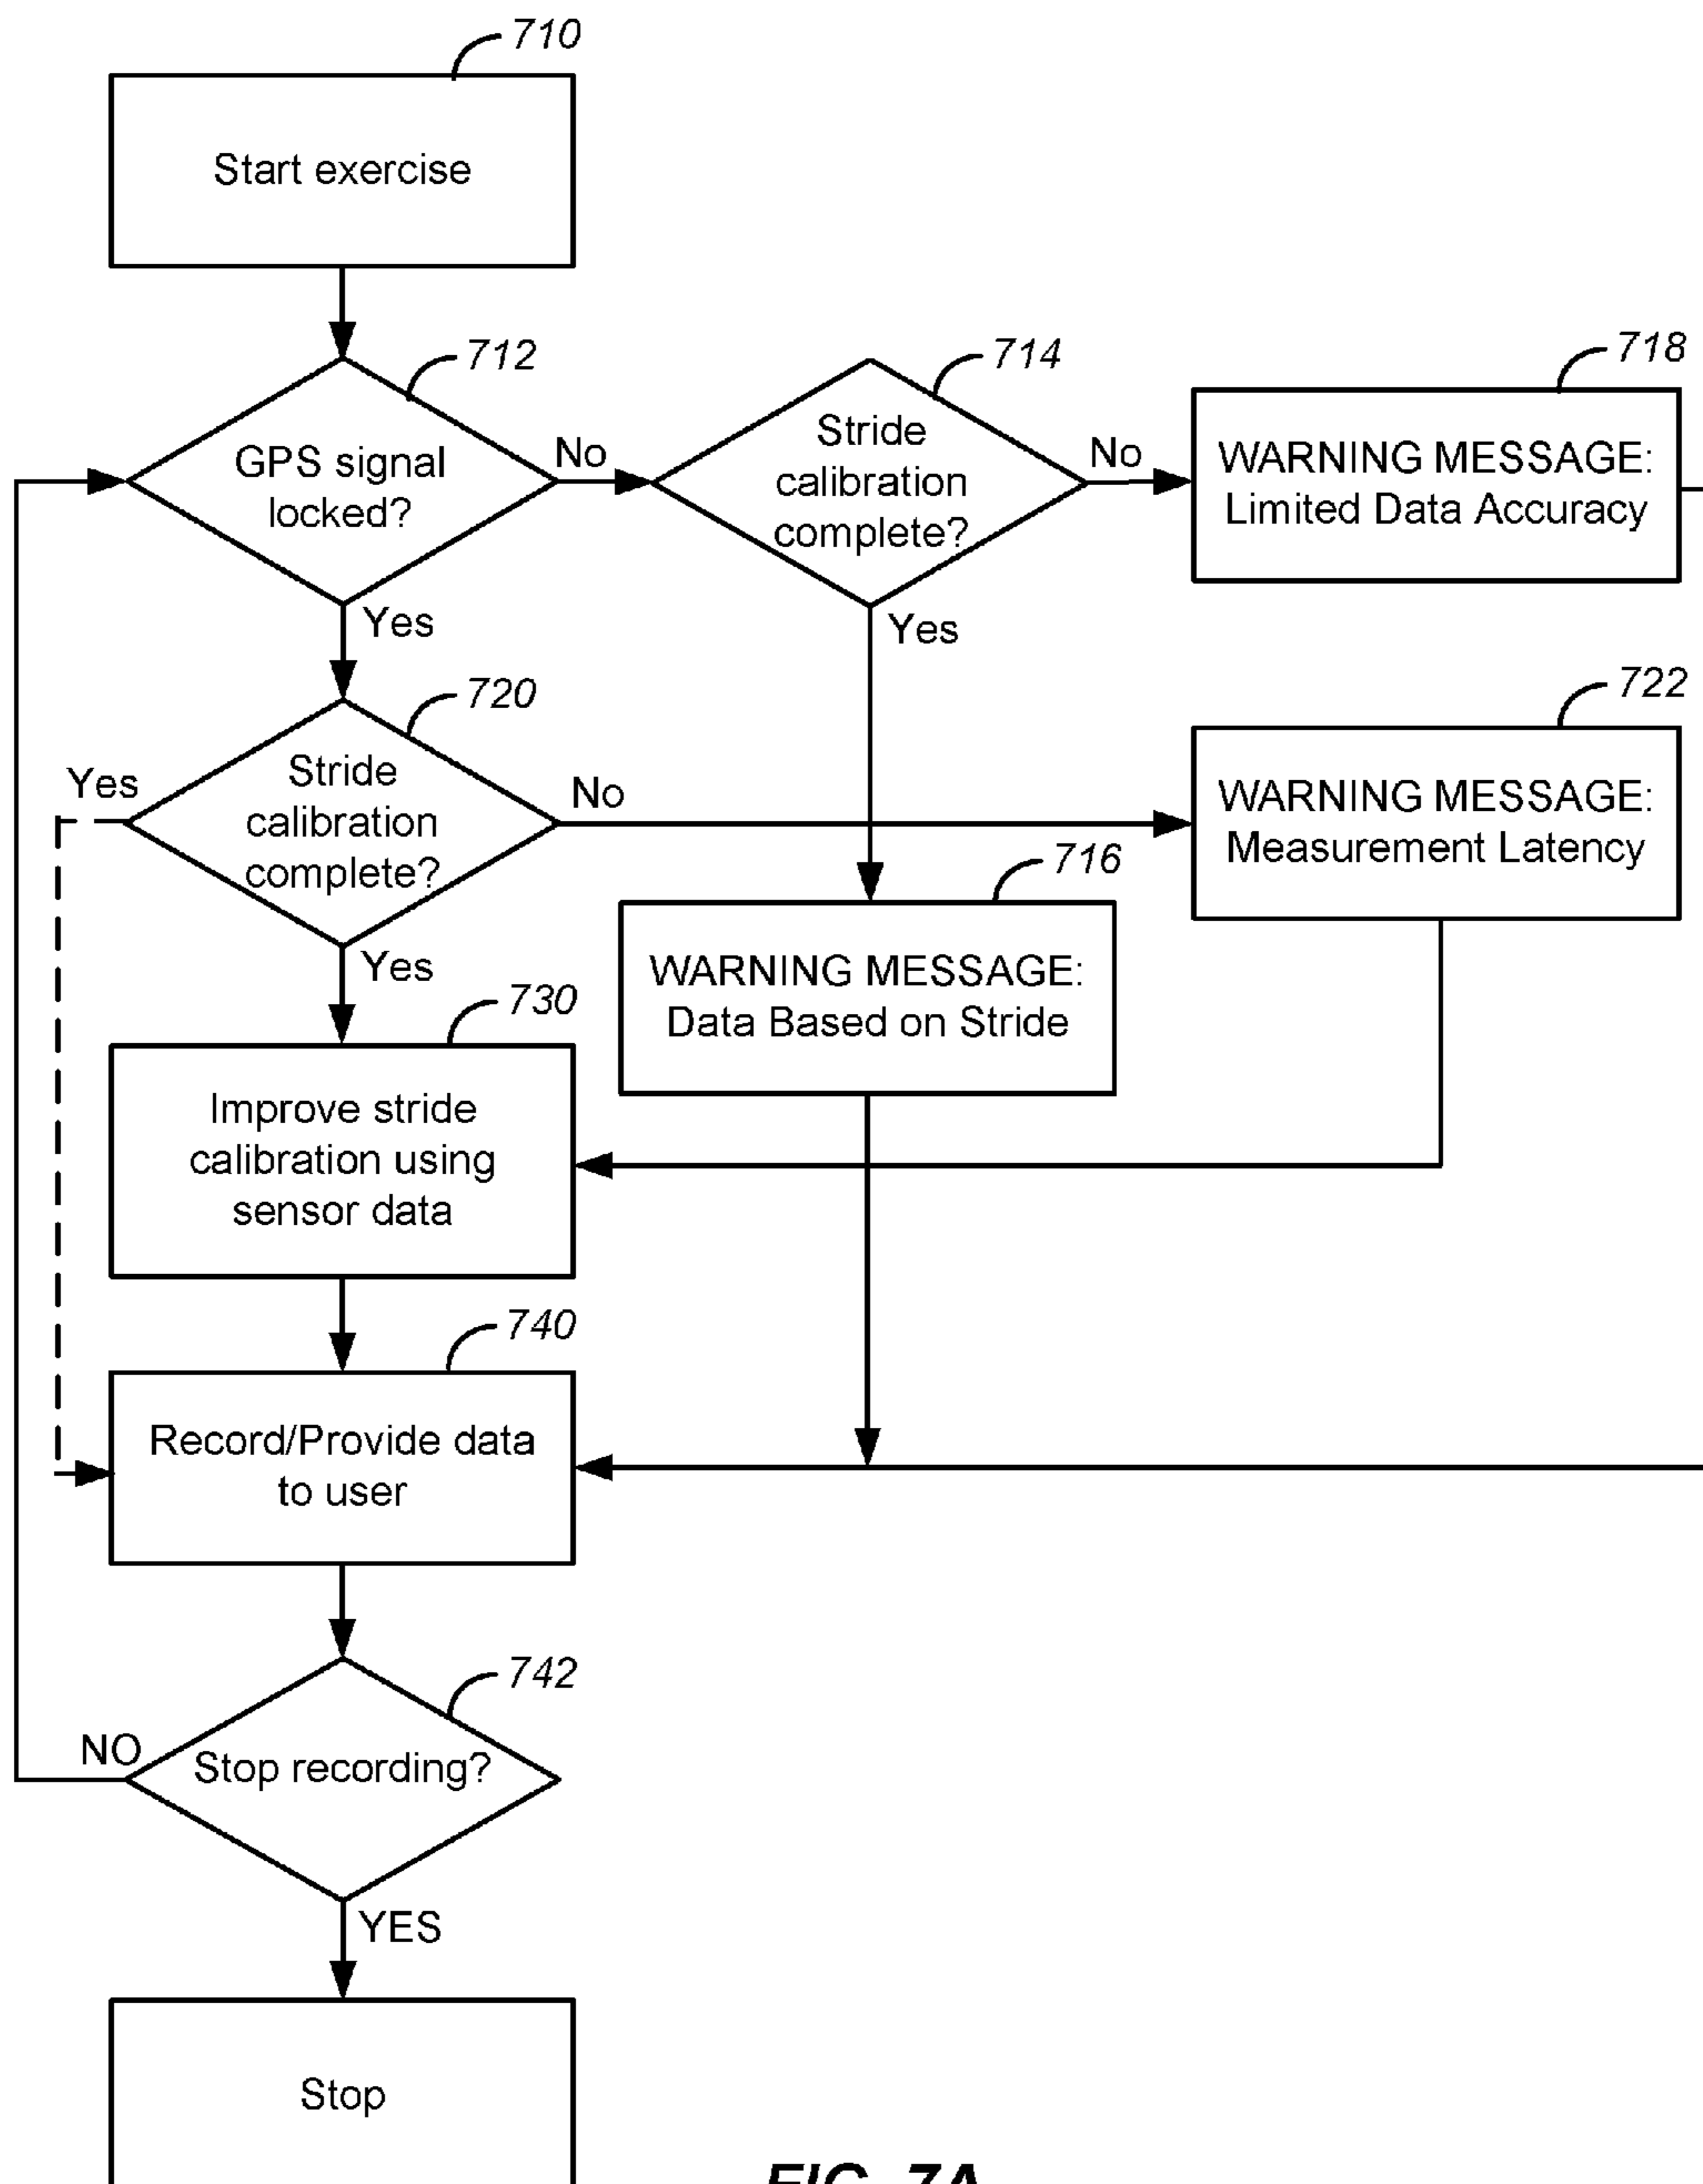 710
Start exercise
712
GPS signal
locked?
No
Yes
714
Stride
calibration
complete?
No
Yes
718
WARNING MESSAGE:
Limited Data Accuracy
720
Stride
calibration
complete?
Yes
No
Yes
722
WARNING MESSAGE:
Measurement Latency
716
WARNING MESSAGE:
Data Based on Stride
730
Improve stride
calibration using
sensor data
740
Record/Provide data
to user
742
Stop recording?
NO
YES
Stop
FIG. 7A